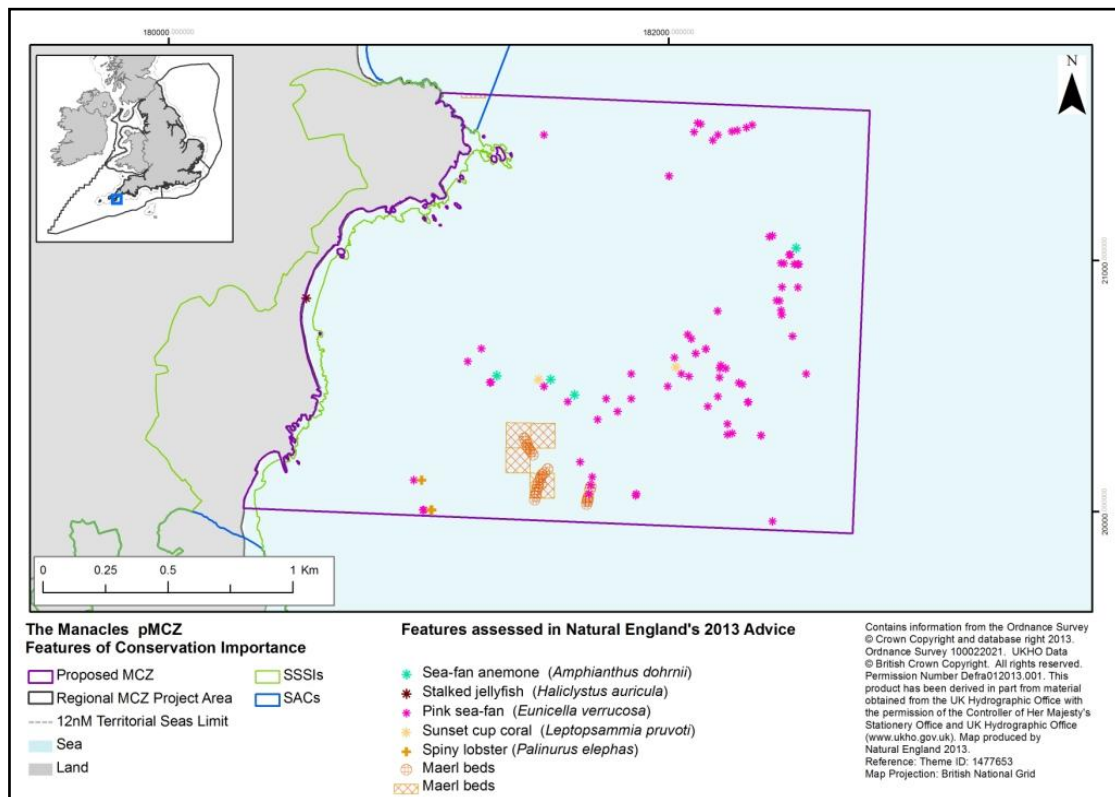 180000.000000
182000.000000
N
21000.000000
20000.000000
0 0.25 0.5 1 Km
The Manacles pMCZ
Features of Conservation Importance
Proposed MCZ
SSSIs
Regional MCZ Project Area
SACs
12nM Territorial Seas Limit
Sea
Land
Features assessed in Natural England's 2013 Advice
Sea-fan anemone (Amphianthus dohrnii)
Stalked jellyfish (Haliclystus auricula)
Pink sea-fan (Eunicella verrucosa)
Sunset cup coral (Leptopsammia pruvoti)
Spiny lobster (Palinurus elephas)
Maerl beds
Maerl beds
Contains information from the Ordnance Survey
© Crown Copyright and database right 2013.
Ordnance Survey 100022021. UKHO Data
© British Crown Copyright. All rights reserved.
Permission Number Defra012013.001. This
product has been derived in part from material
obtained from the UK Hydrographic Office with
the permission of the Controller of Her Majesty's
Stationery Office and UK Hydrographic Office
(www.ukho.gov.uk). Map produced by
Natural England 2013.
Reference: Theme ID: 1477653
Map Projection: British National Grid